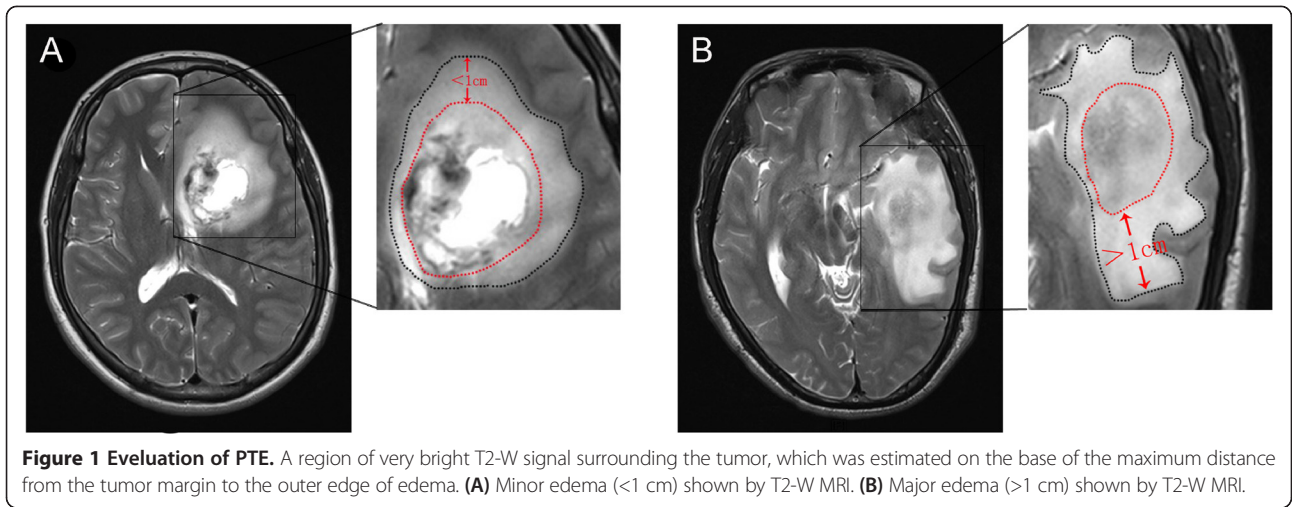 A
<1cm
B
>1cm
Figure 1 Eveluation of PTE. A region of very bright T2-W signal surrounding the tumor, which was estimated on the base of the maximum distance
from the tumor margin to the outer edge of edema. (A) Minor edema (<1 cm) shown by T2-W MRI. (B) Major edema (>1 cm) shown by T2-W MRI.